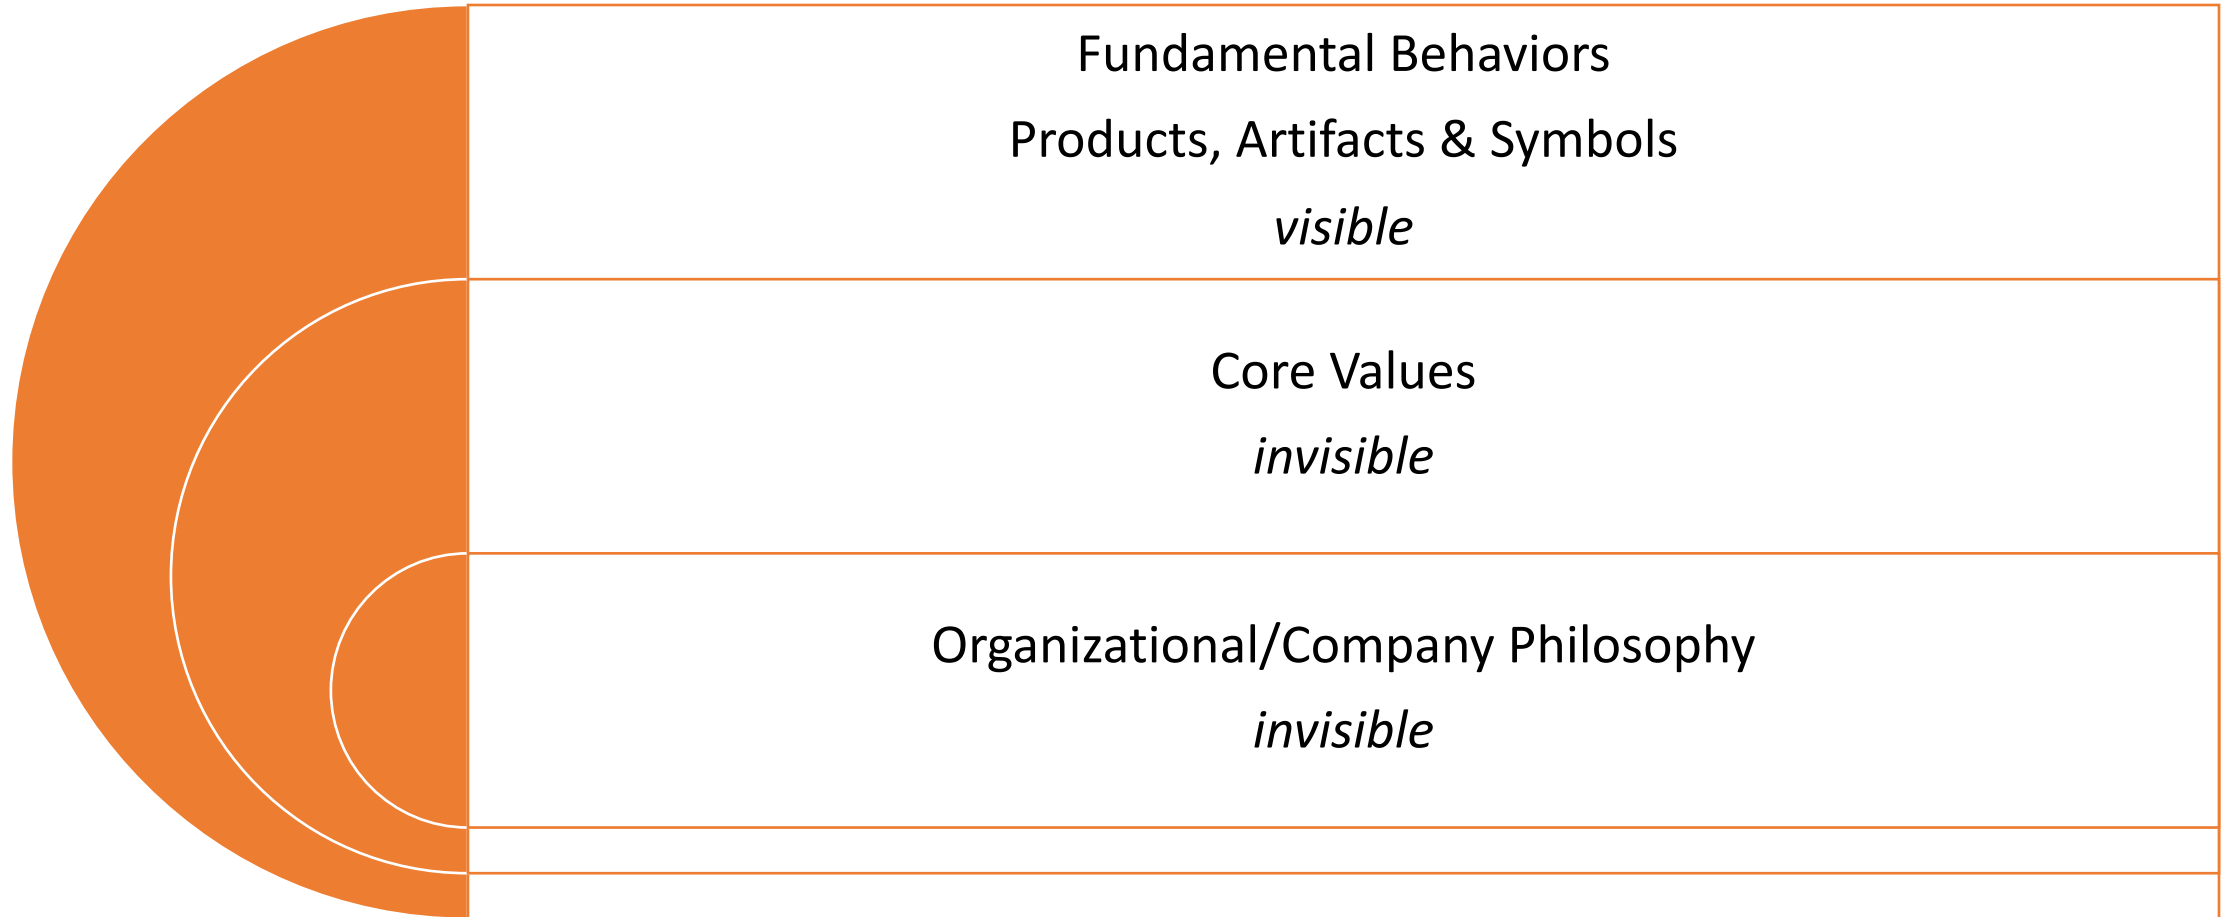 Fundamental Behaviors
Products, Artifacts & Symbols
visible
Core Values
invisible
Organizational/Company Philosophy
invisible